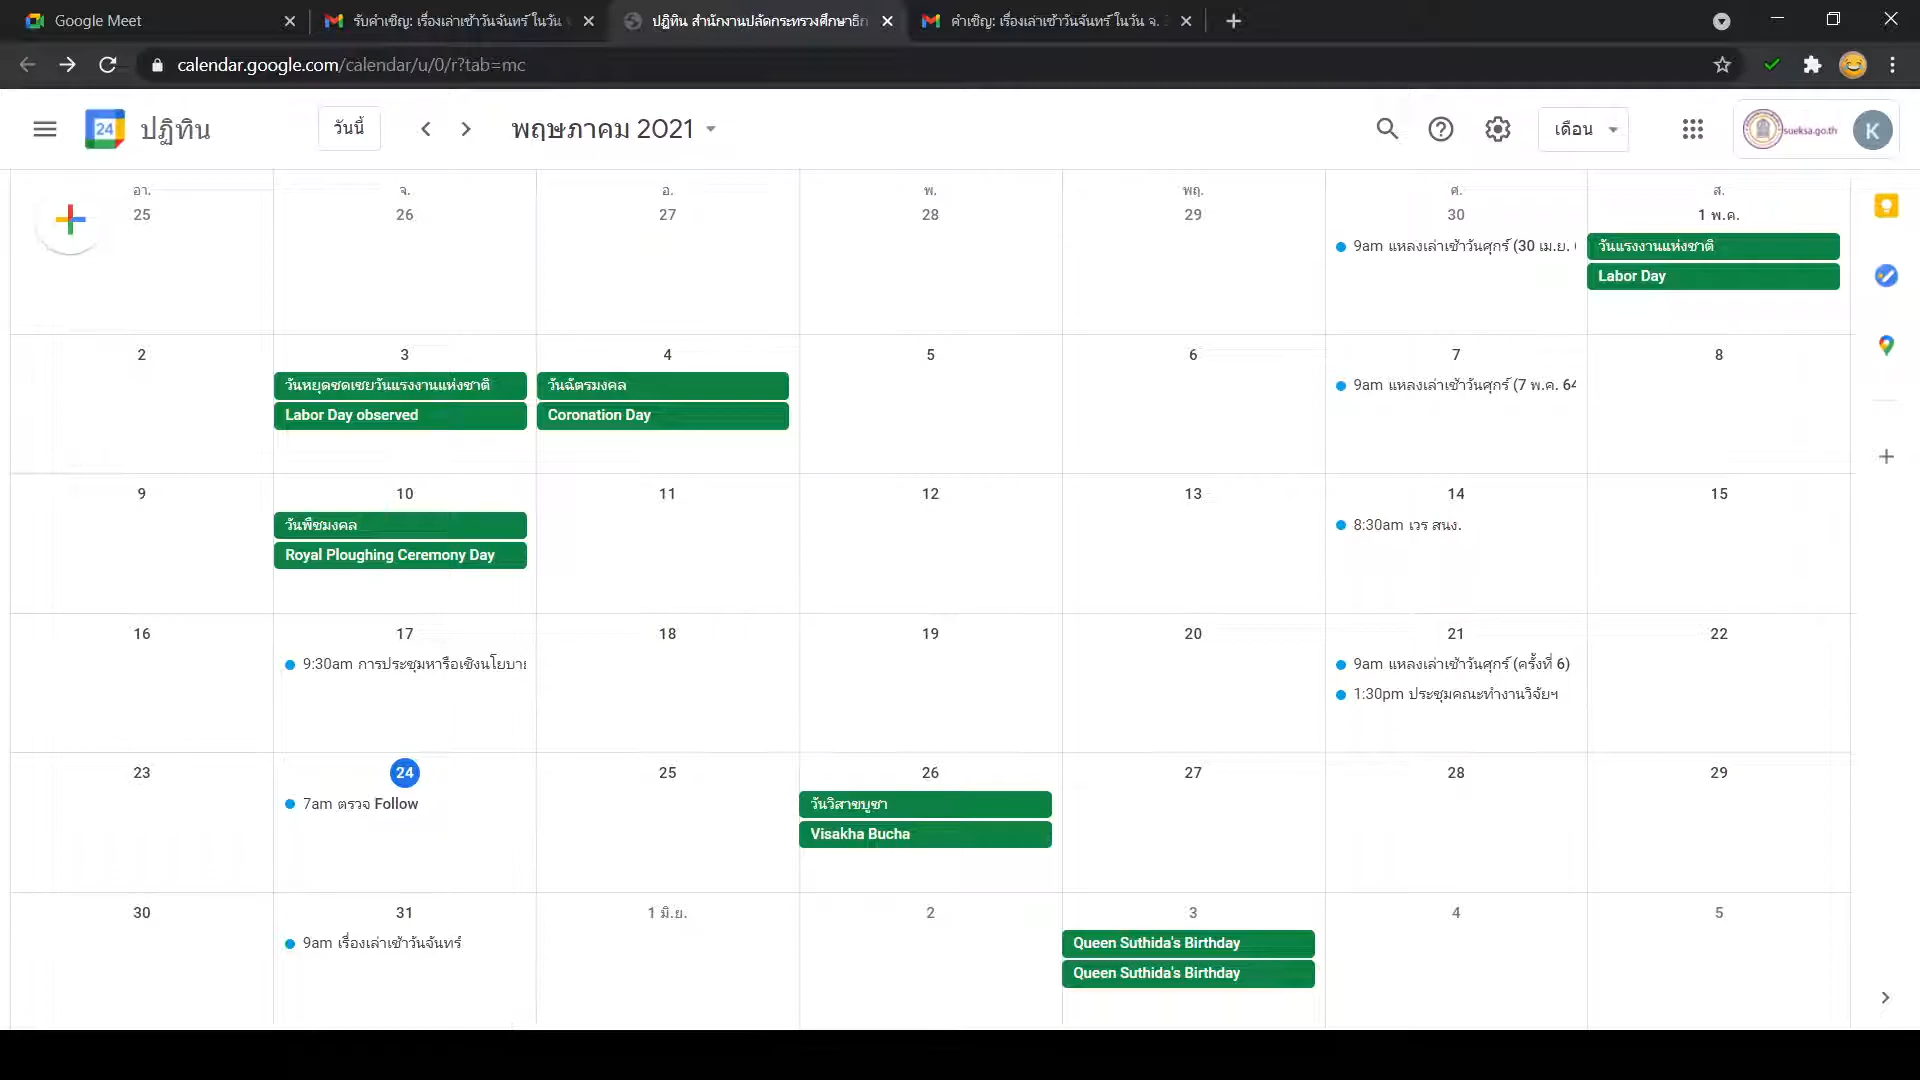 Google Meet
รับคำเชิญ: เรื่องเล่าเช้าวันจันทร์ ในวัน
ปฏิทิน สำนักงานปลัดกระทรวงศึกษาธิก
คำเชิญ: เรื่องเล่าเช้าวันจันทร์ ในวัน จ.
calendar.google.com/calendar/u/0/r?tab=mc
24 ปฏิทิน
วันนี้
พฤษภาคม 2021
เดือน
sueksa.go.th
K
อา. จ. อ. พ. พฤ. ศ. ส.
25 26 27 28 29 30 1 พ.ค.
9am แหลงเล่าเช้าวันศุกร์ (30 เม.ย.
วันแรงงานแห่งชาติ
Labor Day
2 3 4 5 6 7 8
วันหยุดชดเชยวันแรงงานแห่งชาติ
วันฉัตรมงคล
9am แหลงเล่าเช้าวันศุกร์ (7 พ.ค. 64
Labor Day observed
Coronation Day
9 10 11 12 13 14 15
วันพืชมงคล
8:30am เวร สนง.
Royal Ploughing Ceremony Day
16 17 18 19 20 21 22
9:30am การประชุมหารือเชิงนโยบาย
9am แหลงเล่าเช้าวันศุกร์ (ครั้งที่ 6)
1:30pm ประชุมคณะทำงานวิจัยฯ
23 24 25 26 27 28 29
7am ตรวจ Follow
วันวิสาขบูชา
Visakha Bucha
30 31 1 มิ.ย. 2 3 4 5
9am เรื่องเล่าเช้าวันจันทร์
Queen Suthida's Birthday
Queen Suthida's Birthday